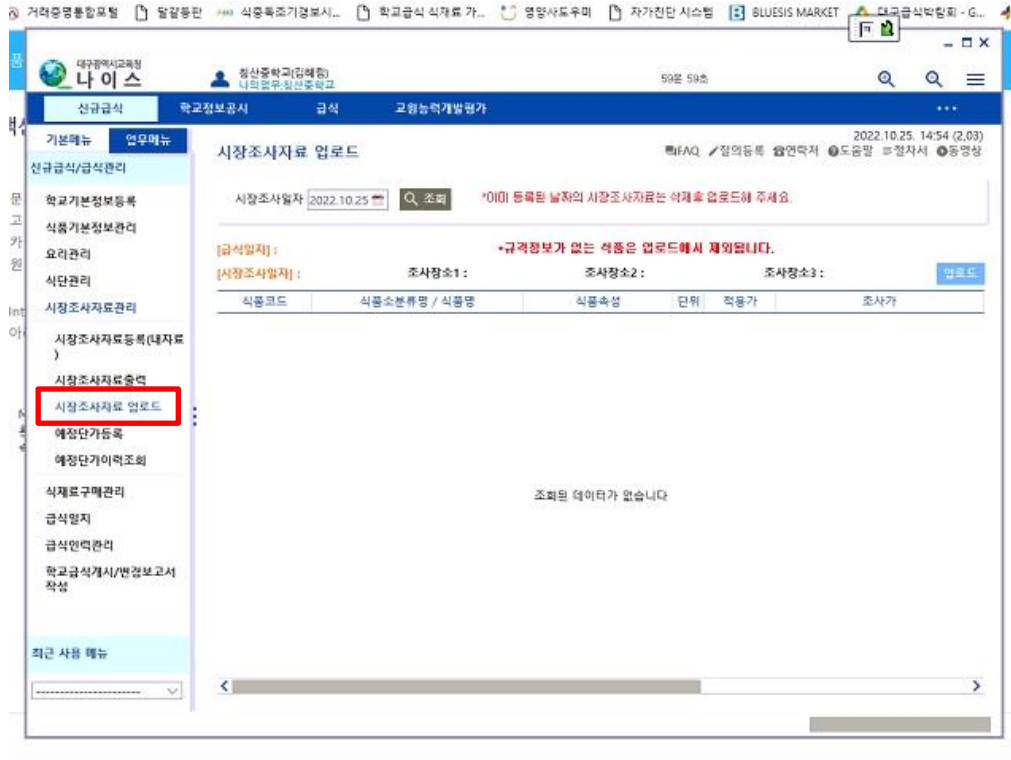 거래증명통합포털 달걀등판 식중독조기경보시... 학교급식 식재료 가... 영양사도우미 자가진단 시스템 BLUESIS MARKET 대구급식박람회 - G...
대구광역시교육청
나이스
침산중학교(김혜정)
나의업무:침산중학교
59분 59초
신규급식 학교정보공시 급식 교원능력개발평가 ...
기본메뉴 업무메뉴
2022.10.25. 14:54 (2,03)
시장조사자료 업로드
FAQ 질의등록 연락처 도움말 절차서 동영상
신규급식/급식관리
학교기본정보등록
식품기본정보관리
요리관리
식단관리
시장조사자료관리
시장조사자료등록(내자료
)
시장조사자료출력
시장조사자료 업로드
예정단가등록
예정단가이력조회
식재료구매관리
급식일지
급식인력관리
학교급식개시/변경보고서
작성
최근 사용 메뉴
시장조사일자 2022.10.25 조회 *이미 등록된 날짜의 시장조사자료는 삭제후 업로드해 주세요.
[급식일자] : *규격정보가 없는 식품은 업로드에서 제외됩니다.
[시장조사일자] : 조사장소1 : 조사장소2 : 조사장소3 : 업로드
식품코드 식품소분류명 / 식품명 식품속성 단위 적용가 조사가
조회된 데이터가 없습니다